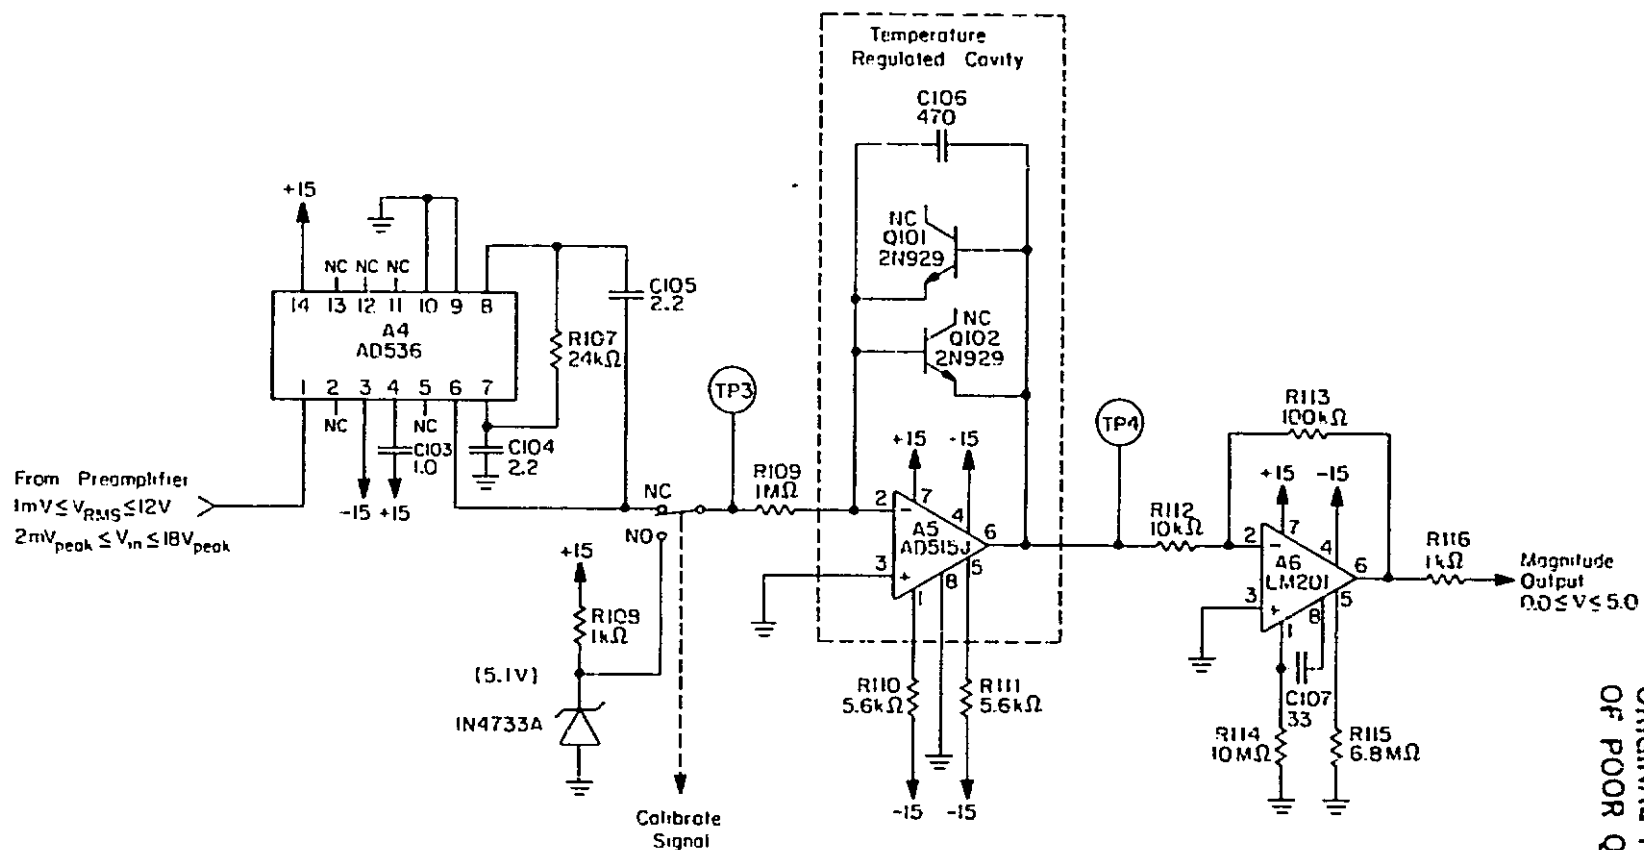 Temperature
Regulated Cavity
C106
470
+15
NC
NC
NC
14
13
12
11
10
9
8
A4
AD536
1
2
3
4
5
6
7
NC
NC
C103
1.0
-15
+15
C104
2.2
R107
24kΩ
C105
2.2
From Preamplifier
1mV ≤ VRMS ≤ 12V
2mVpeak ≤ Vin ≤ 18Vpeak
NC
NO
+15
R109
1kΩ
(5.1V)
1N4733A
Calibrate
Signal
TP3
R109
1MΩ
NC
Q101
2N929
NC
Q102
2N929
+15
-15
2
7
4
6
A5
AD515J
3
1
8
5
R110
5.6kΩ
R111
5.6kΩ
-15
-15
TP4
R112
10kΩ
R113
100kΩ
+15
-15
2
7
4
6
A6
LM201
3
1
8
5
C107
33
R114
10MΩ
R115
6.8MΩ
R116
1kΩ
Magnitude
Output
0.0 ≤ V ≤ 5.0
OF POOR Q